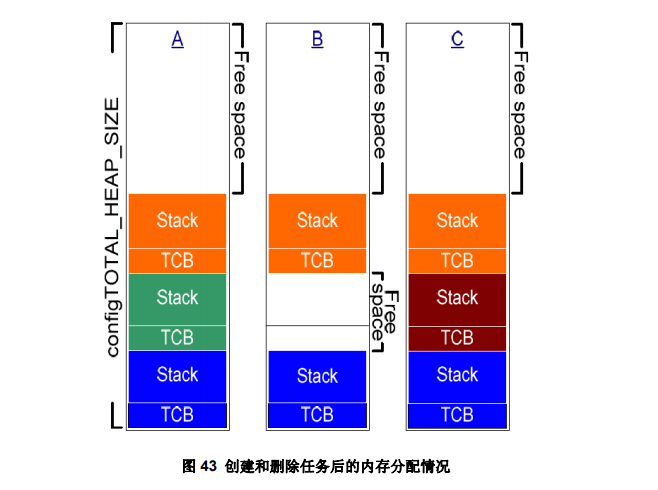 A
B
C
configTOTAL_HEAP_SIZE
Free space
Free space
Free space
Stack
TCB
Stack
TCB
Stack
TCB
Stack
TCB
Free
space
Stack
TCB
Stack
TCB
Stack
TCB
Stack
TCB
图 43 创建和删除任务后的内存分配情况